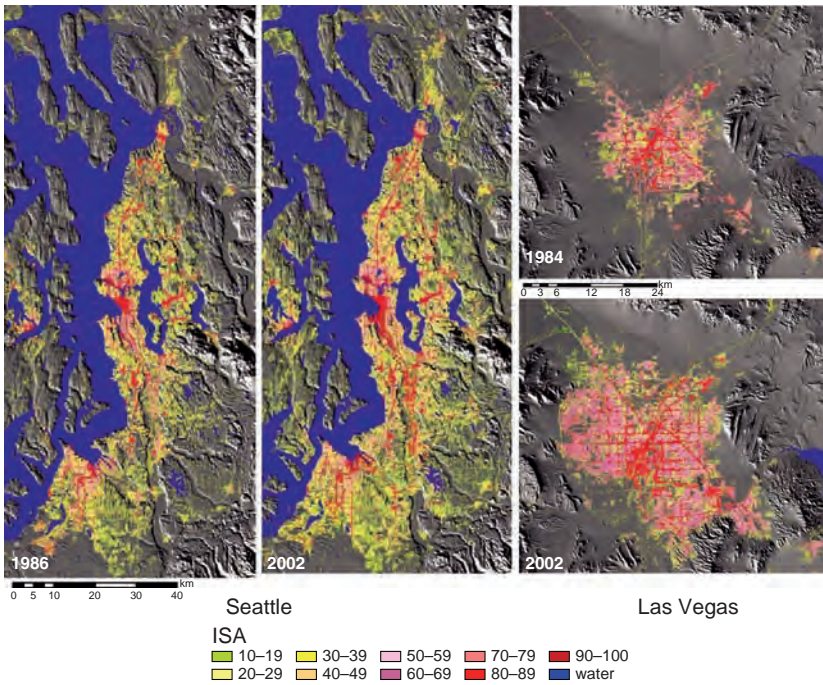 1986
km
0 5 10 20 30 40
2002
Seattle
1984
km
0 3 6 12 18 24
2002
Las Vegas
ISA
10–19 30–39 50–59 70–79 90–100
20–29 40–49 60–69 80–89 water